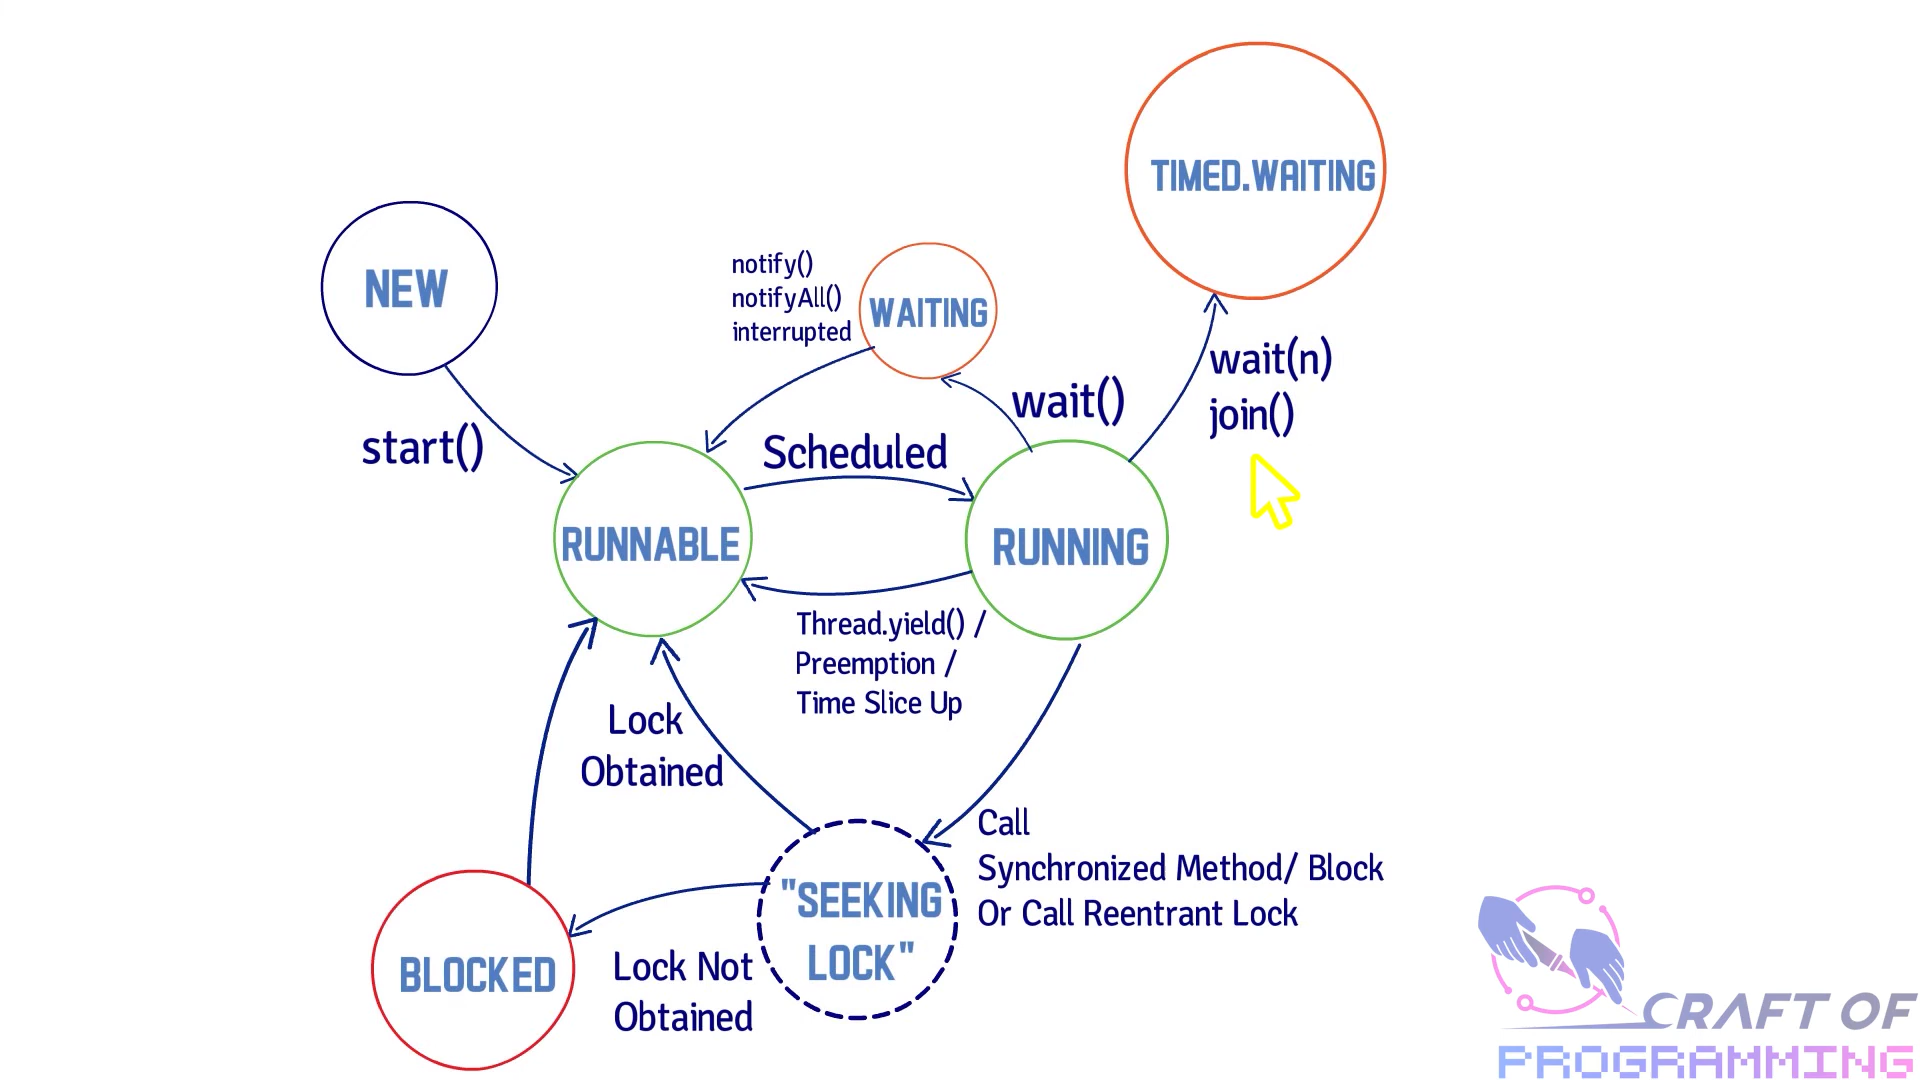 TIMED.WAITING
NEW
notify()
notifyAll()
interrupted
WAITING
wait(n)
join()
wait()
start()
Scheduled
RUNNABLE
RUNNING
Thread.yield() /
Preemption /
Time Slice Up
Lock
Obtained
Call
Synchronized Method/ Block
Or Call Reentrant Lock
"SEEKING
LOCK"
BLOCKED
Lock Not
Obtained
CRAFT OF
PROGRAMMING